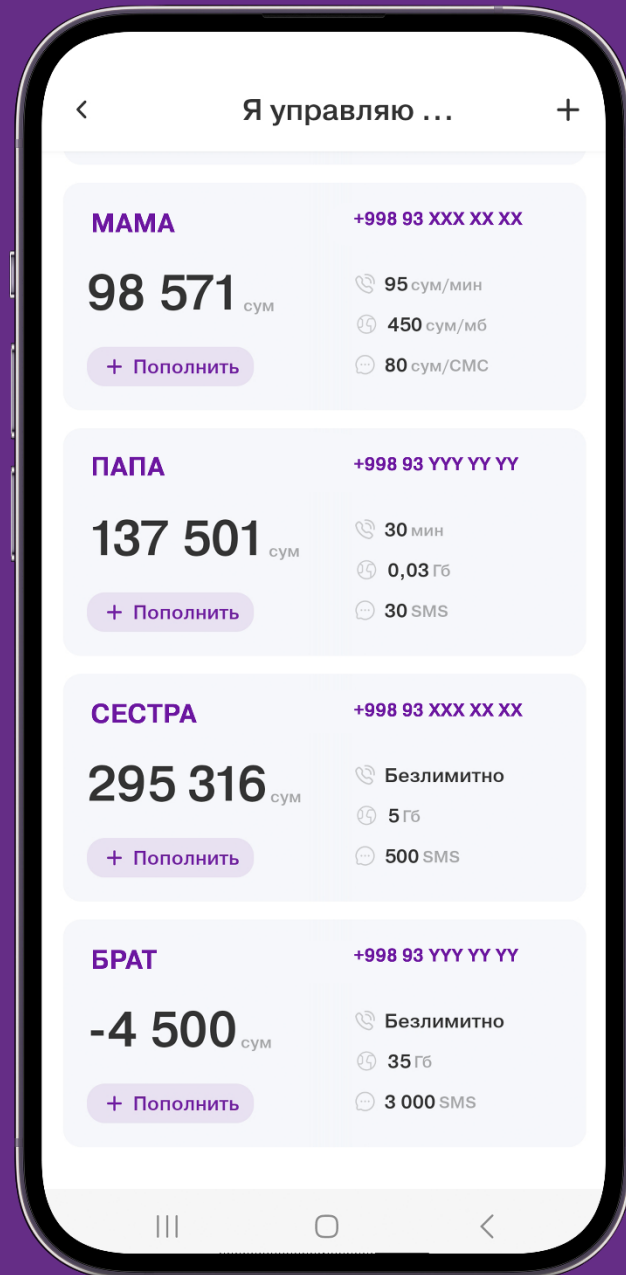 Я управляю ...
МАМА
+998 93 XXX XX XX
98 571 сум
95 сум/мин
450 сум/мб
80 сум/СМС
+ Пополнить
ПАПА
+998 93 YYY YY YY
137 501 сум
30 мин
0,03 Гб
30 SMS
+ Пополнить
СЕСТРА
+998 93 XXX XX XX
295 316 сум
Безлимитно
5 Гб
500 SMS
+ Пополнить
БРАТ
+998 93 YYY YY YY
-4 500 сум
Безлимитно
35 Гб
3 000 SMS
+ Пополнить